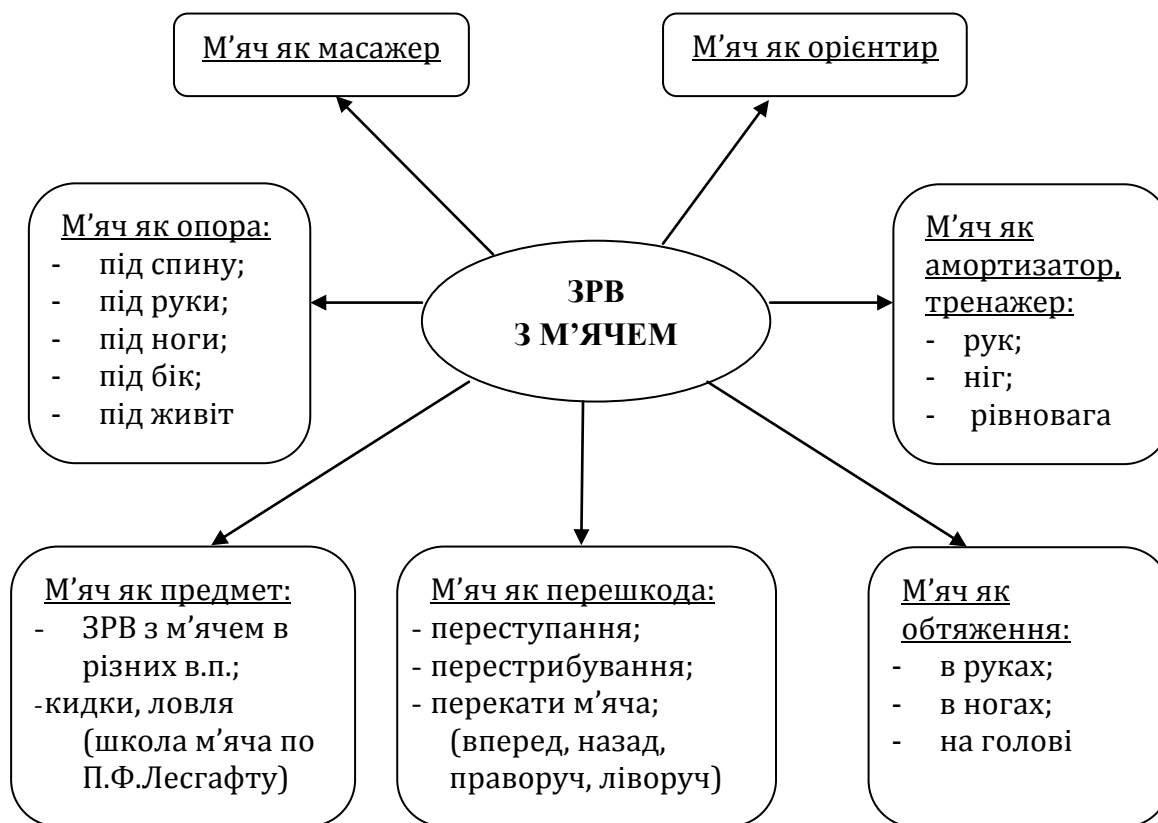 М’яч як масажер
М’яч як орієнтир
М’яч як опора:
- під спину;
- під руки;
- під ноги;
- під бік;
- під живіт
ЗРВ
З М’ЯЧЕМ
М’яч як
амортизатор,
тренажер:
- рук;
- ніг;
- рівновага
М’яч як предмет:
- ЗРВ з м’ячем в
різних в.п.;
-кидки, ловля
(школа м’яча по
П.Ф.Лесгафту)
М’яч як перешкода:
- переступання;
- перестрибування;
- перекати м’яча;
(вперед, назад,
праворуч, ліворуч)
М’яч як
обтяження:
- в руках;
- в ногах;
- на голові